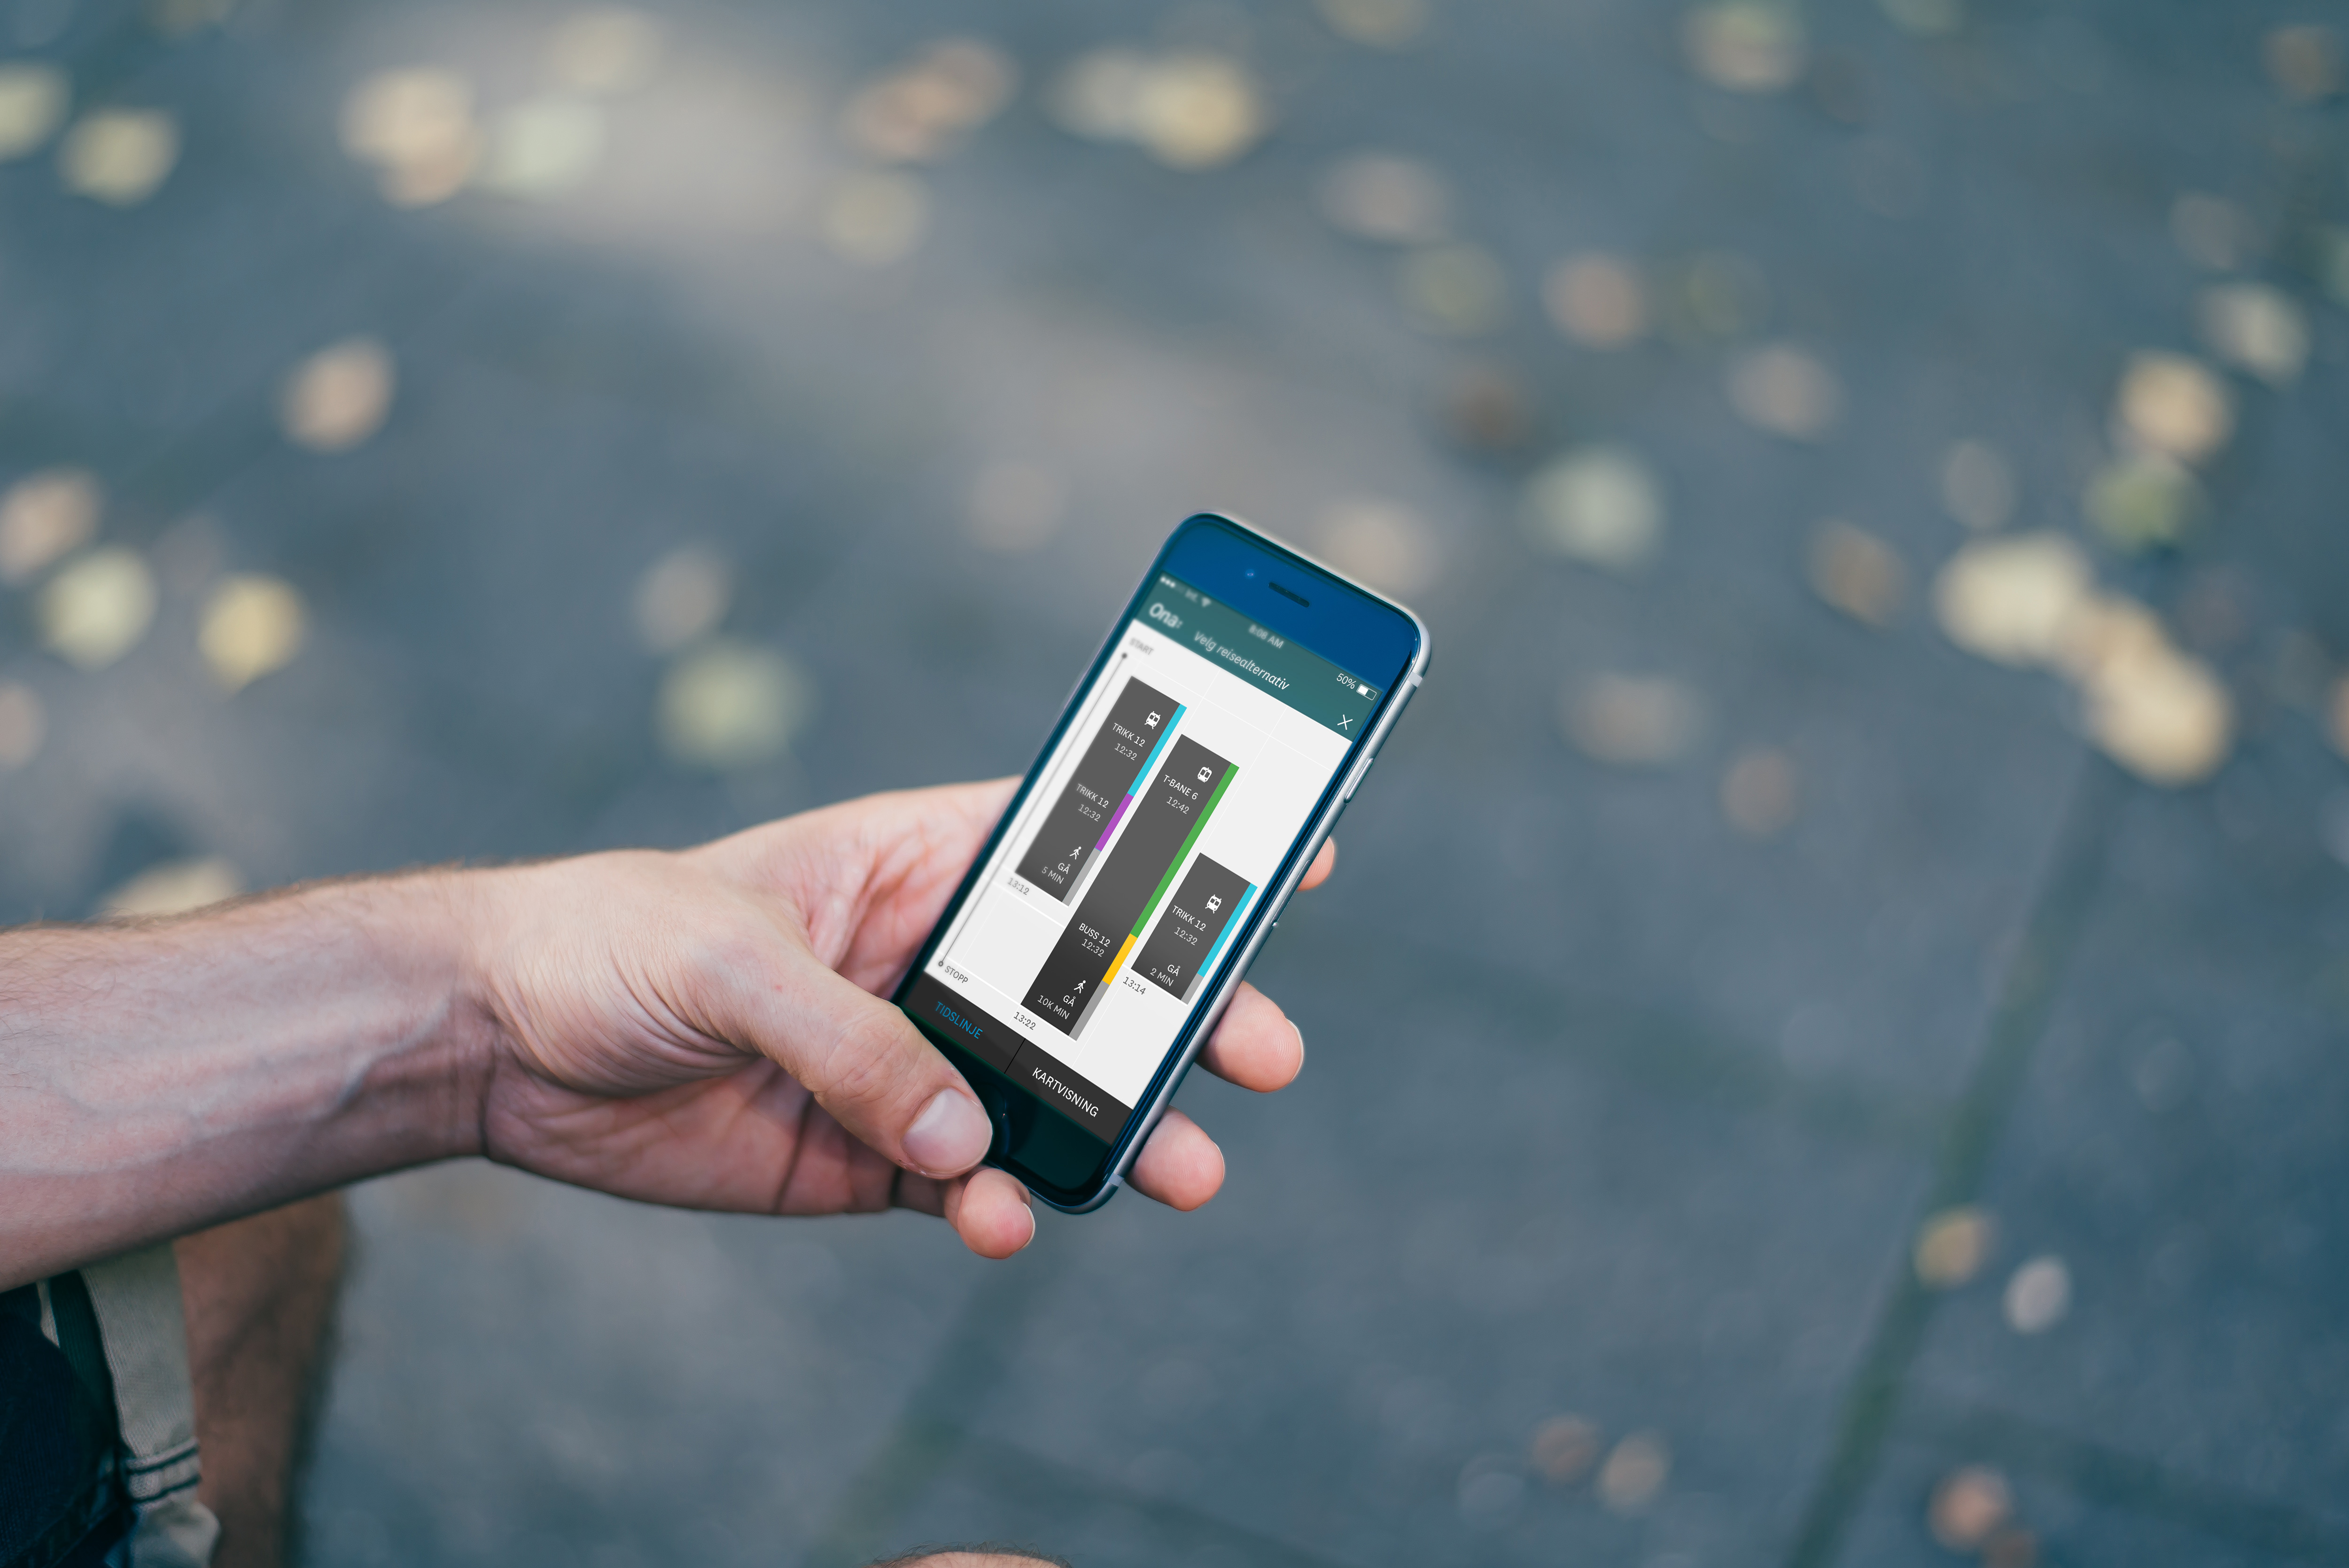 8:08 AM
50%
Ona:
Velg reisealternativ
START
TRIKK 12
12:32
TRIKK 12
12:32
GÅ
5 MIN
13:12
T-BANE 6
12:42
BUSS 12
12:32
GÅ
10K MIN
13:22
TRIKK 12
12:32
GÅ
2 MIN
13:14
STOPP
TIDSLINJE
KARTVISNING